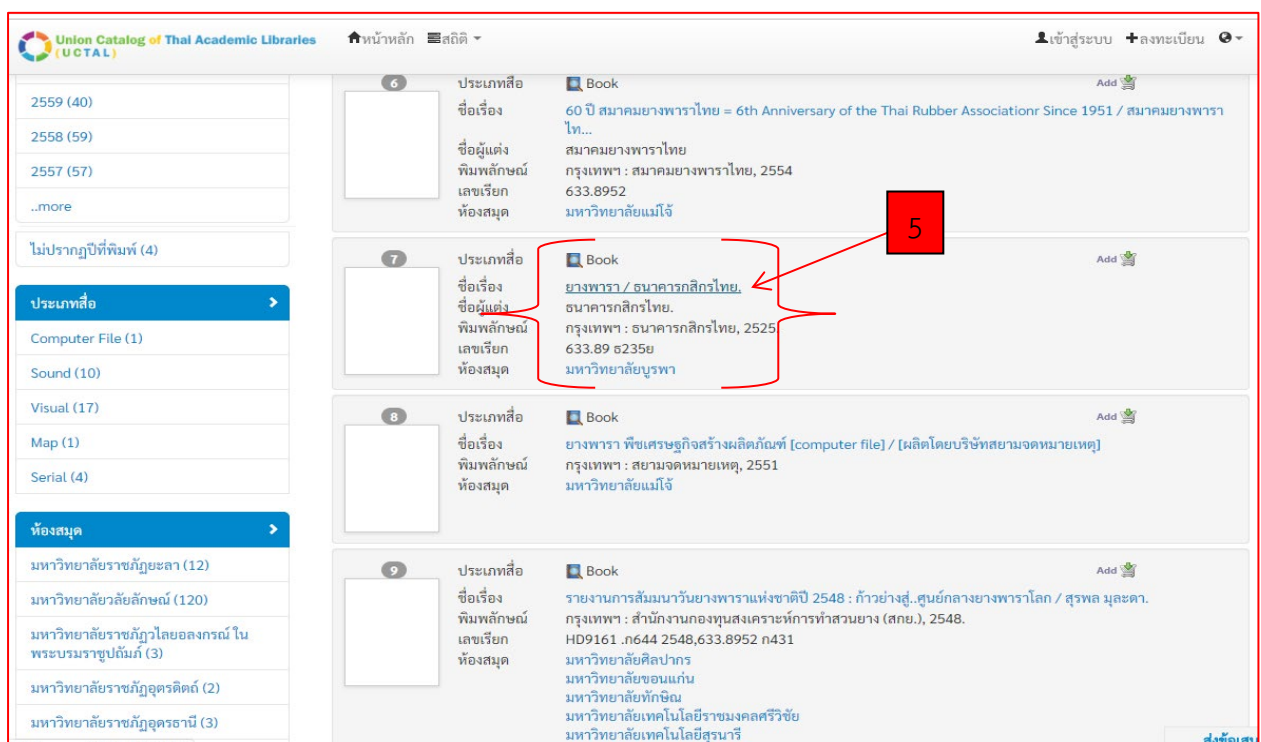 Union Catalog of Thai Academic Libraries
(UCTAL)
หน้าหลัก สถิติ
เข้าสู่ระบบ ลงทะเบียน
2559 (40)
2558 (59)
2557 (57)
..more
ไม่ปรากฏปีที่พิมพ์ (4)
ประเภทสื่อ
Computer File (1)
Sound (10)
Visual (17)
Map (1)
Serial (4)
ห้องสมุด
มหาวิทยาลัยราชภัฏยะลา (12)
มหาวิทยาลัยวลัยลักษณ์ (120)
มหาวิทยาลัยราชภัฏวไลยอลงกรณ์ ใน
พระบรมราชูปถัมภ์ (3)
มหาวิทยาลัยราชภัฏอุตรดิตถ์ (2)
มหาวิทยาลัยราชภัฏอุดรธานี (3)
6
ประเภทสื่อ Book Add
ชื่อเรื่อง 60 ปี สมาคมยางพาราไทย = 6th Anniversary of the Thai Rubber Associationr Since 1951 / สมาคมยางพารา
ไท...
ชื่อผู้แต่ง สมาคมยางพาราไทย
พิมพลักษณ์ กรุงเทพฯ : สมาคมยางพาราไทย, 2554
เลขเรียก 633.8952
ห้องสมุด มหาวิทยาลัยแม่โจ้
5
7
ประเภทสื่อ Book Add
ชื่อเรื่อง ยางพารา / ธนาคารกสิกรไทย.
ชื่อผู้แต่ง ธนาคารกสิกรไทย.
พิมพลักษณ์ กรุงเทพฯ : ธนาคารกสิกรไทย, 2525
เลขเรียก 633.89 ธ235ย
ห้องสมุด มหาวิทยาลัยบูรพา
8
ประเภทสื่อ Book Add
ชื่อเรื่อง ยางพารา พืชเศรษฐกิจสร้างผลิตภัณฑ์ [computer file] / [ผลิตโดยบริษัทสยามจดหมายเหตุ]
พิมพลักษณ์ กรุงเทพฯ : สยามจดหมายเหตุ, 2551
ห้องสมุด มหาวิทยาลัยแม่โจ้
9
ประเภทสื่อ Book Add
ชื่อเรื่อง รายงานการสัมมนาวันยางพาราแห่งชาติปี 2548 : ก้าวย่างสู่..ศูนย์กลางยางพาราโลก / สุรพล มุละดา.
พิมพลักษณ์ กรุงเทพฯ : สำนักงานกองทุนสงเคราะห์การทำสวนยาง (สกย.), 2548.
เลขเรียก HD9161 .ก644 2548,633.8952 ก431
ห้องสมุด มหาวิทยาลัยศิลปากร
มหาวิทยาลัยขอนแก่น
มหาวิทยาลัยทักษิณ
มหาวิทยาลัยเทคโนโลยีราชมงคลศรีวิชัย
มหาวิทยาลัยเทคโนโลยีสุรนารี